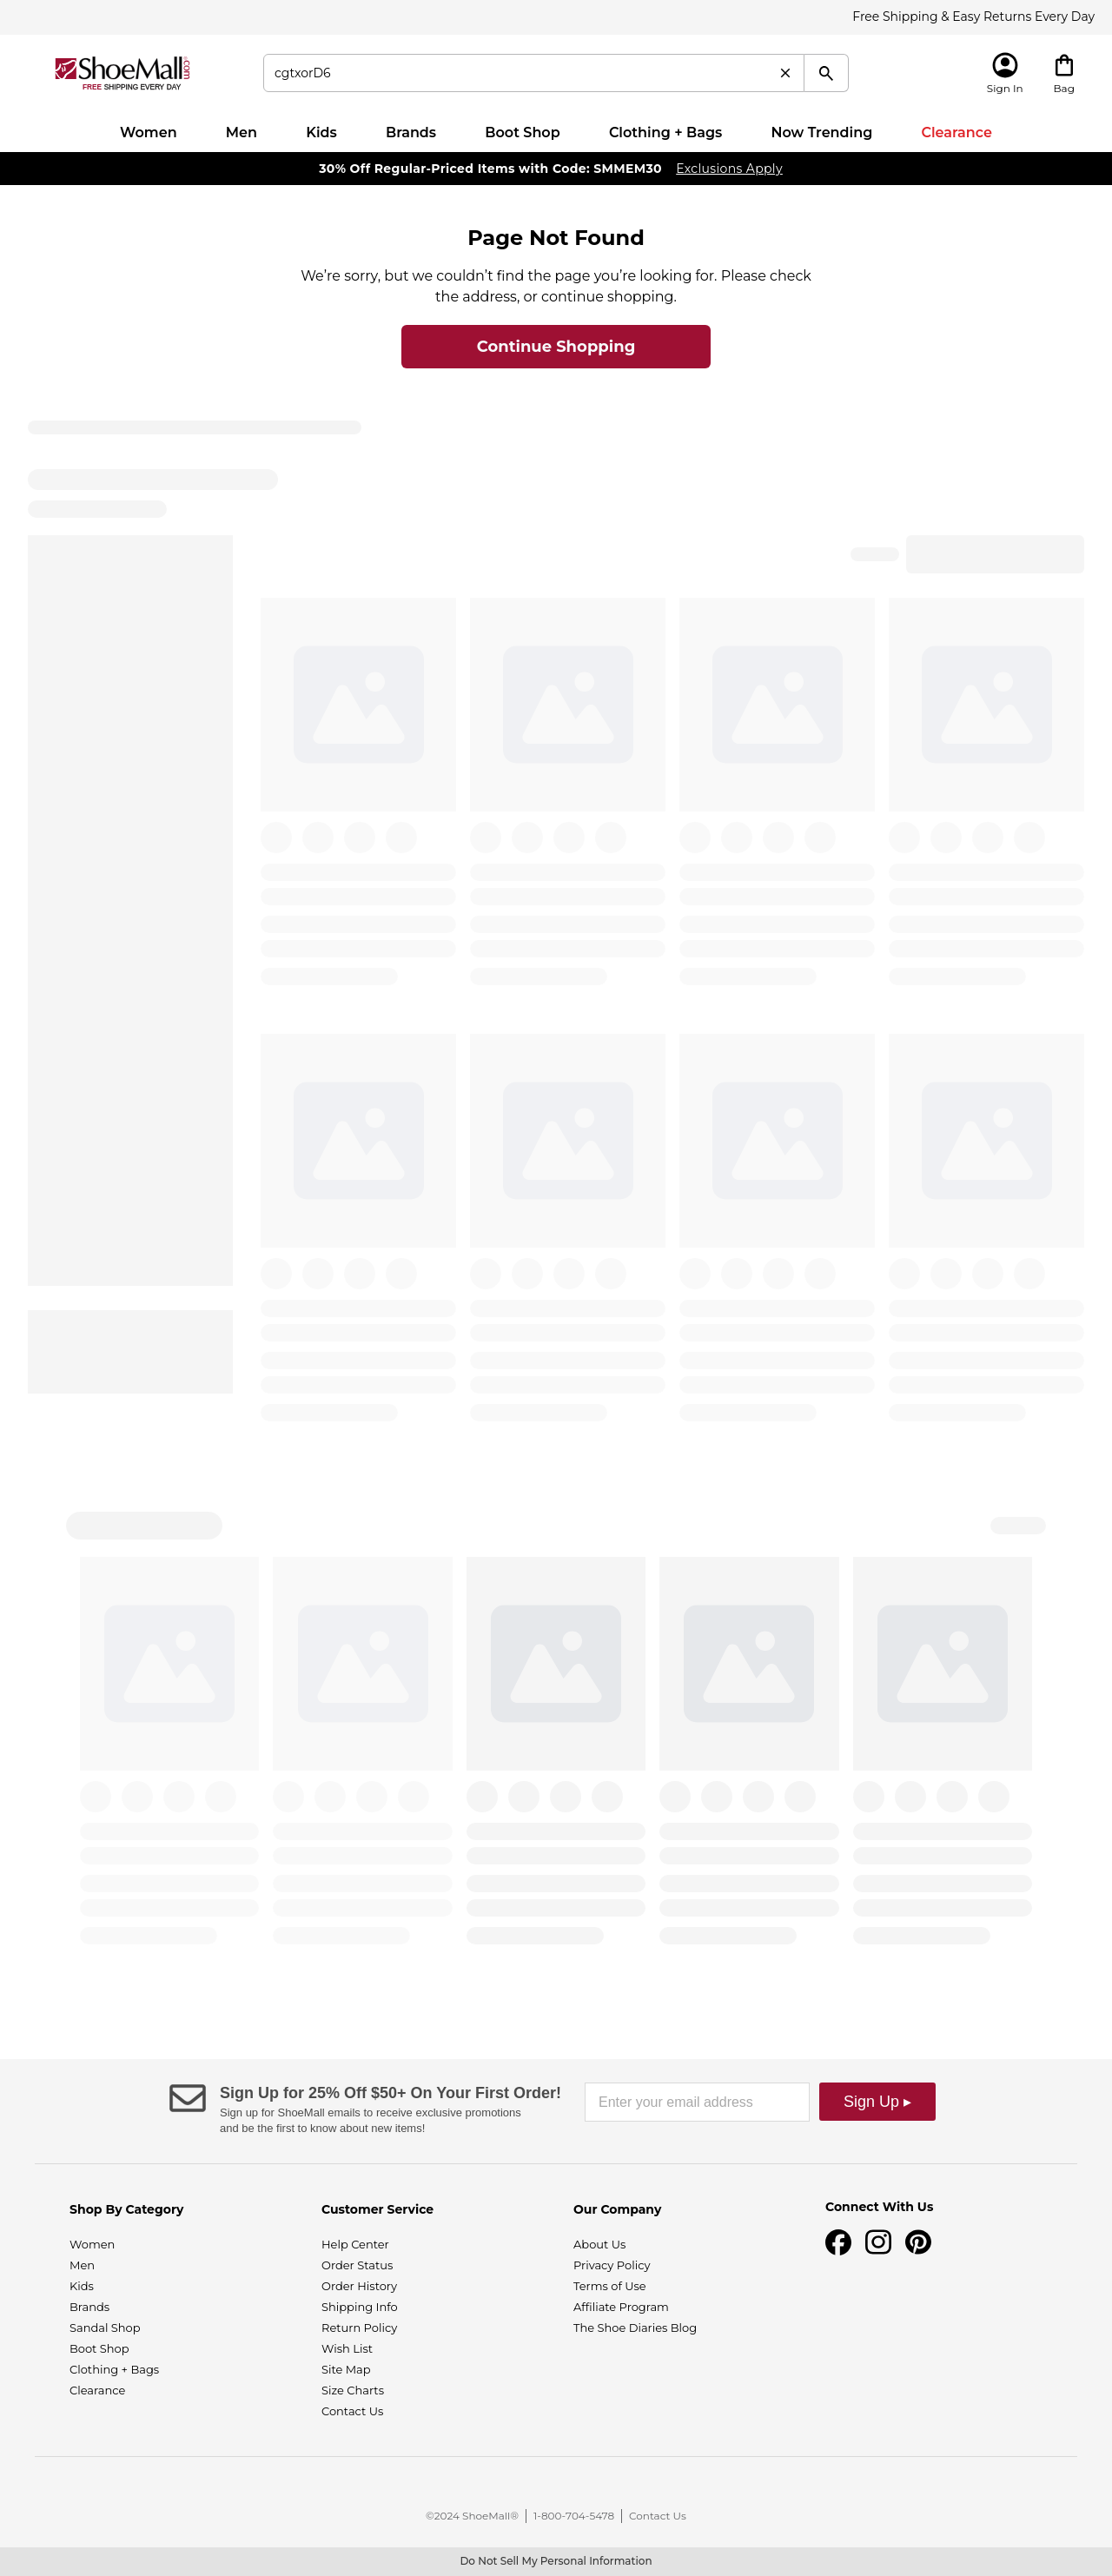 Free Shipping & Easy Returns Every Day
ShoeMall.com
FREE SHIPPING EVERY DAY
cgtxorD6
Sign In
Bag
Women
Men
Kids
Brands
Boot Shop
Clothing + Bags
Now Trending
Clearance
30% Off Regular-Priced Items with Code: SMMEM30 Exclusions Apply
Page Not Found
We’re sorry, but we couldn’t find the page you’re looking for. Please check
the address, or continue shopping.
Continue Shopping
Sign Up for 25% Off $50+ On Your First Order!
Sign up for ShoeMall emails to receive exclusive promotions
and be the first to know about new items!
Enter your email address
Sign Up ▸
Shop By Category
Women
Men
Kids
Brands
Sandal Shop
Boot Shop
Clothing + Bags
Clearance
Customer Service
Help Center
Order Status
Order History
Shipping Info
Return Policy
Wish List
Site Map
Size Charts
Contact Us
Our Company
About Us
Privacy Policy
Terms of Use
Affiliate Program
The Shoe Diaries Blog
Connect With Us
©2024 ShoeMall® | 1-800-704-5478 | Contact Us
Do Not Sell My Personal Information